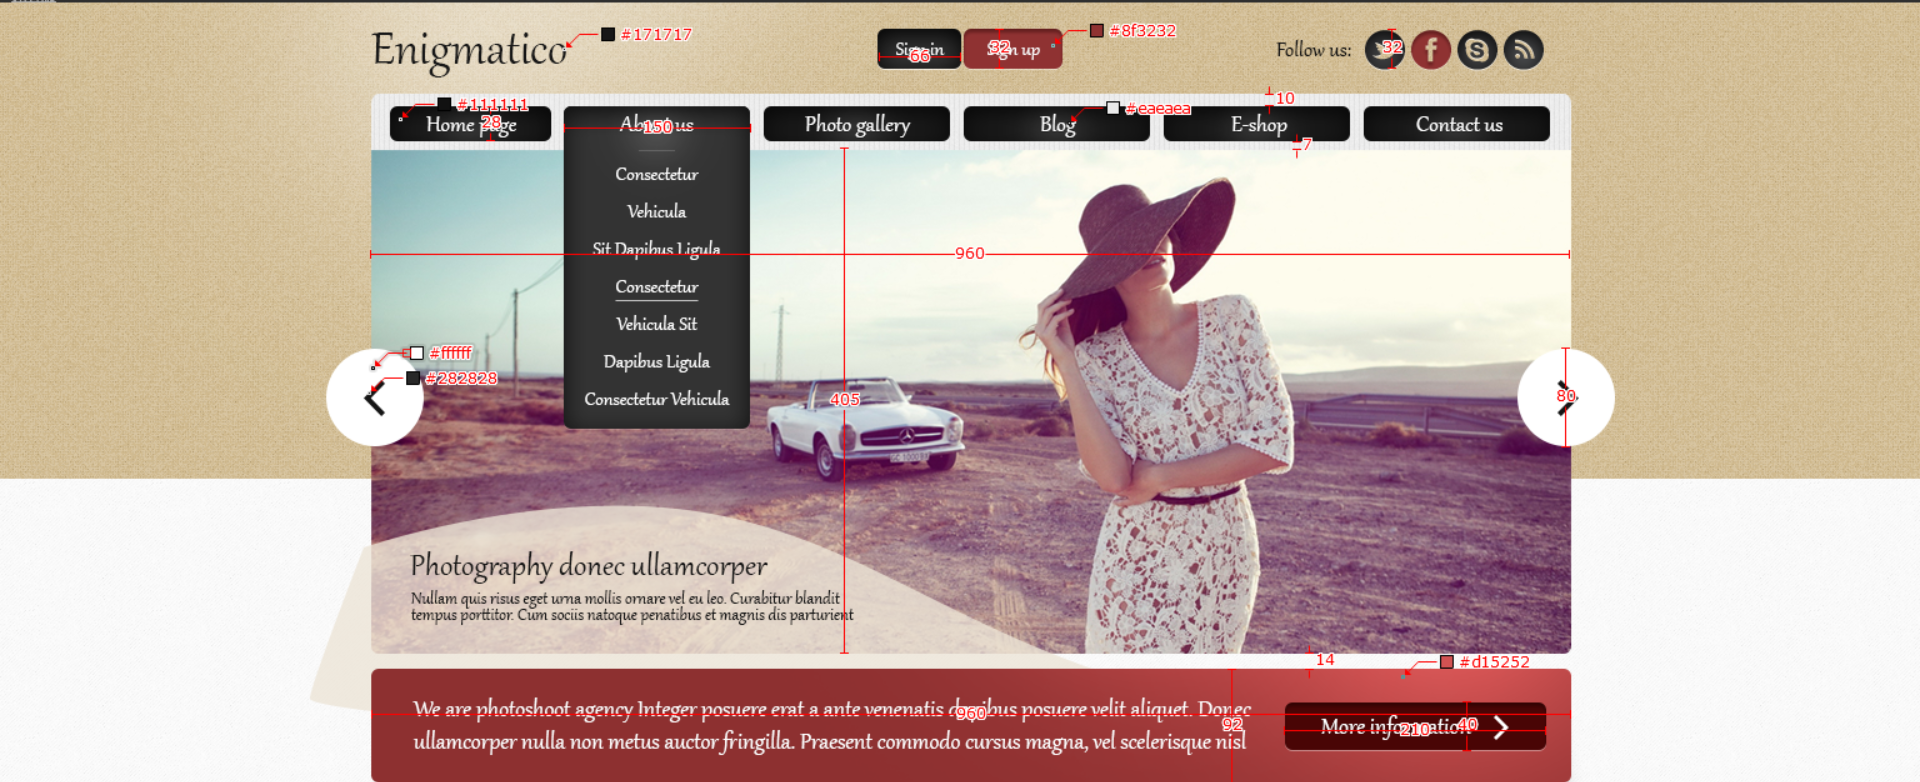 Enigmatico
#171717
Sign in
66
Sign up
32
#8f3232
Follow us:
32
#111111
Home page
28
About us
150
Photo gallery
Blog
#eaeaea
E-shop
10
7
Contact us
Consectetur
Vehicula
Sit Dapibus Ligula
960
Consectetur
Vehicula Sit
#ffffff
Dapibus Ligula
#282828
Consectetur Vehicula
405
80
Photography donec ullamcorper
Nullam quis risus eget urna mollis ornare vel eu leo. Curabitur blandit
tempus porttitor. Cum sociis natoque penatibus et magnis dis parturient
14
#d15252
We are photoshoot agency Integer posuere erat a ante venenatis dapibus posuere velit aliquet. Donec
960
ullamcorper nulla non metus auctor fringilla. Praesent commodo cursus magna, vel scelerisque nisl
92
More information
210
40